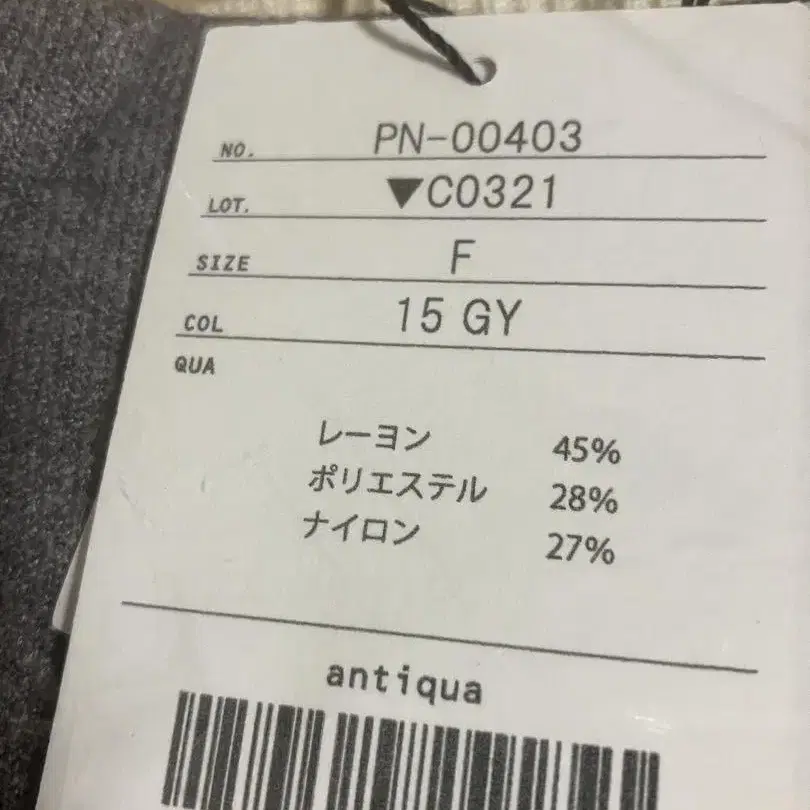 NO. PN-00403
LOT. ▼C0321
SIZE F
COL 15 GY
QUA
レーヨン 45%
ポリエステル 28%
ナイロン 27%
antiqua